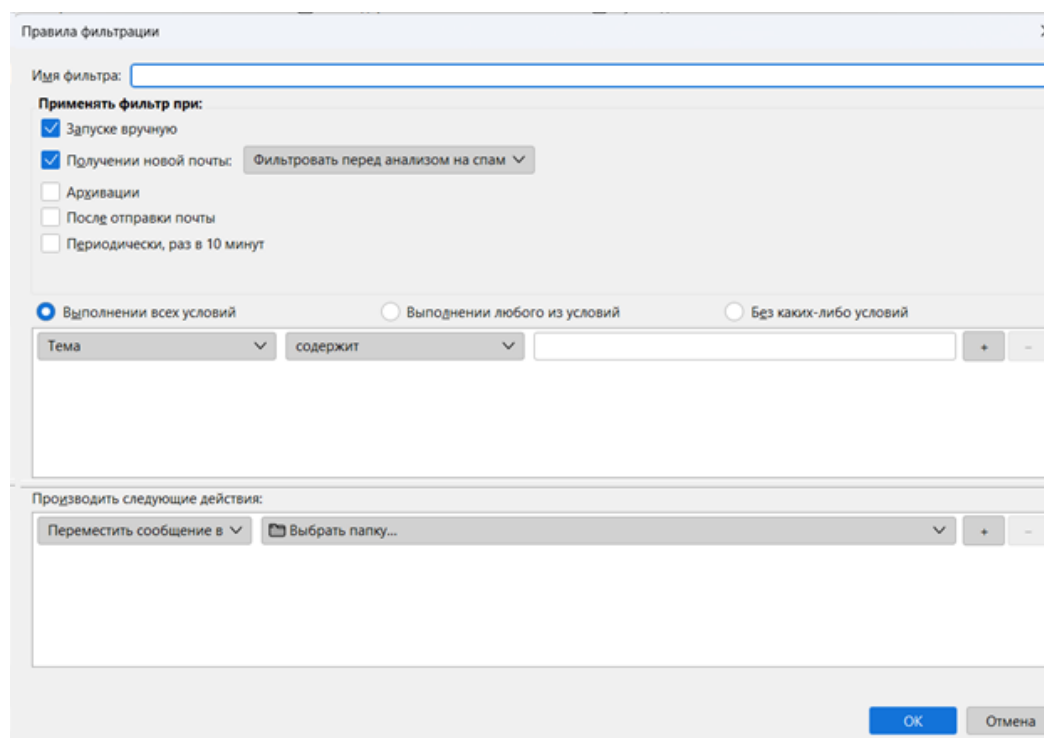 Правила фильтрации
Имя фильтра:
Применять фильтр при:
Запуске вручную
Получении новой почты: Фильтровать перед анализом на спам
Архивации
После отправки почты
Периодически, раз в 10 минут
Выполнении всех условий Выполнении любого из условий Без каких-либо условий
Тема содержит + -
Производить следующие действия:
Переместить сообщение в Выбрать папку... + -
ОК Отмена